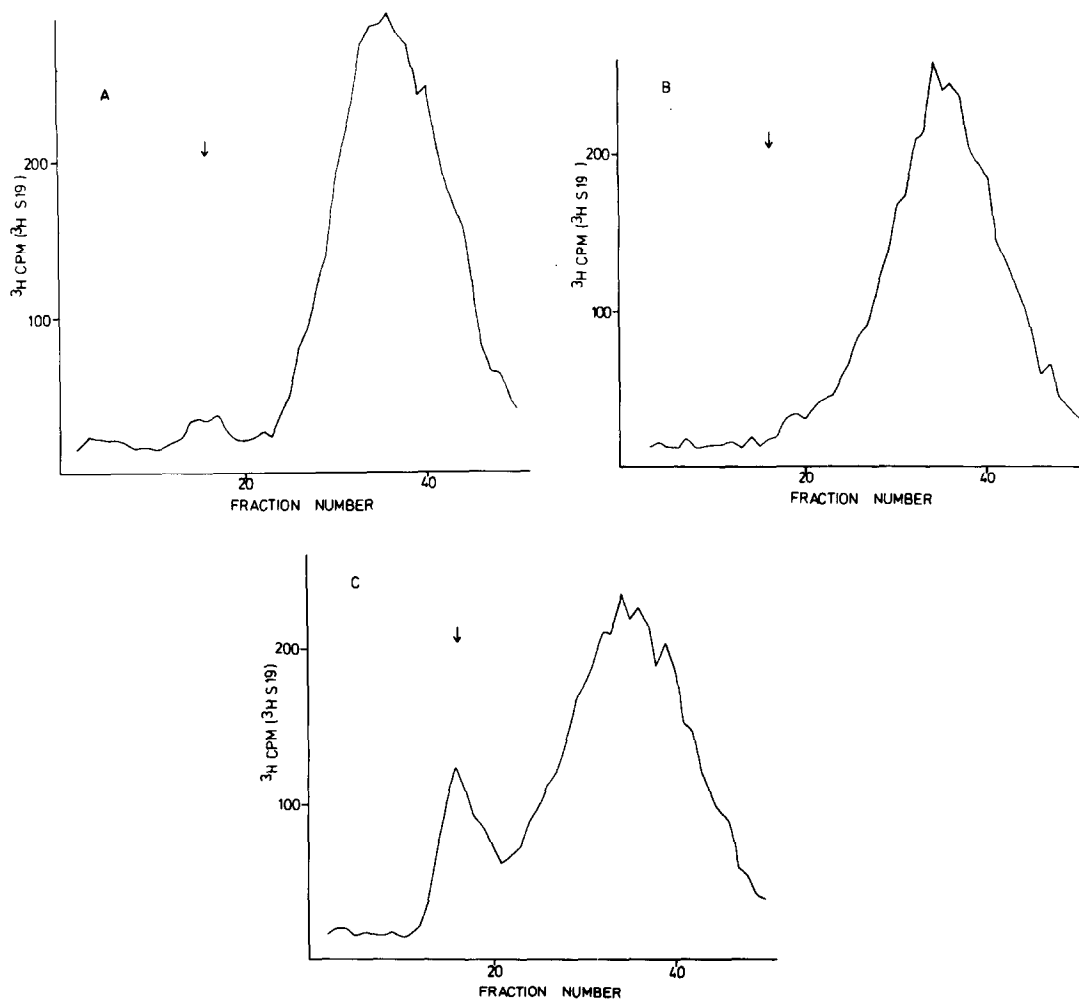 A
200
100
³H CPM (³H S19)
20
40
FRACTION NUMBER
B
200
100
³H CPM (³H S19)
20
40
FRACTION NUMBER
C
200
100
³H CPM (³H S19)
20
40
FRACTION NUMBER